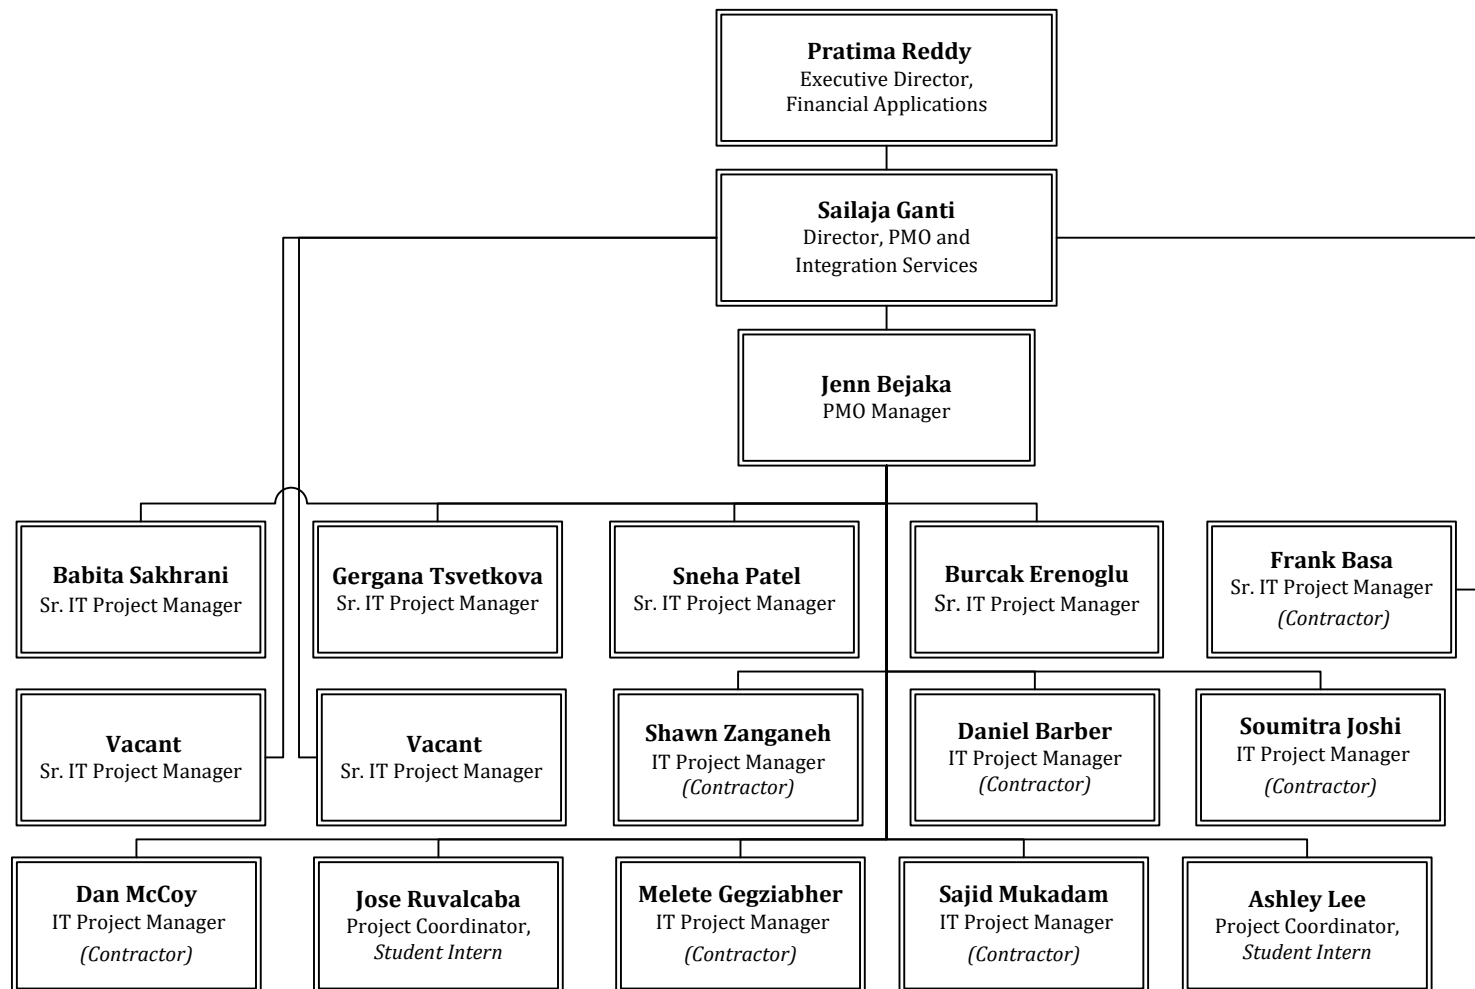 Pratima Reddy
Executive Director,
Financial Applications
Sailaja Ganti
Director, PMO and
Integration Services
Jenn Bejaka
PMO Manager
Babita Sakhrani
Sr. IT Project Manager
Gergana Tsvetkova
Sr. IT Project Manager
Sneha Patel
Sr. IT Project Manager
Burcak Erenoglu
Sr. IT Project Manager
Frank Basa
Sr. IT Project Manager
(Contractor)
Vacant
Sr. IT Project Manager
Vacant
Sr. IT Project Manager
Shawn Zanganeh
IT Project Manager
(Contractor)
Daniel Barber
IT Project Manager
(Contractor)
Soumitra Joshi
IT Project Manager
(Contractor)
Dan McCoy
IT Project Manager
(Contractor)
Jose Ruvalcaba
Project Coordinator,
Student Intern
Melete Gegziabher
IT Project Manager
(Contractor)
Sajid Mukadam
IT Project Manager
(Contractor)
Ashley Lee
Project Coordinator,
Student Intern